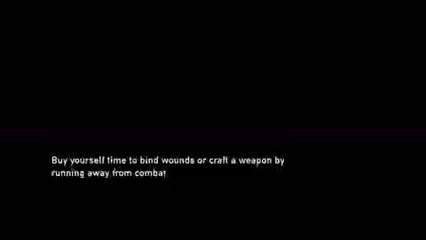 Buy yourself time to bind wounds or craft a weapon by
running away from combat